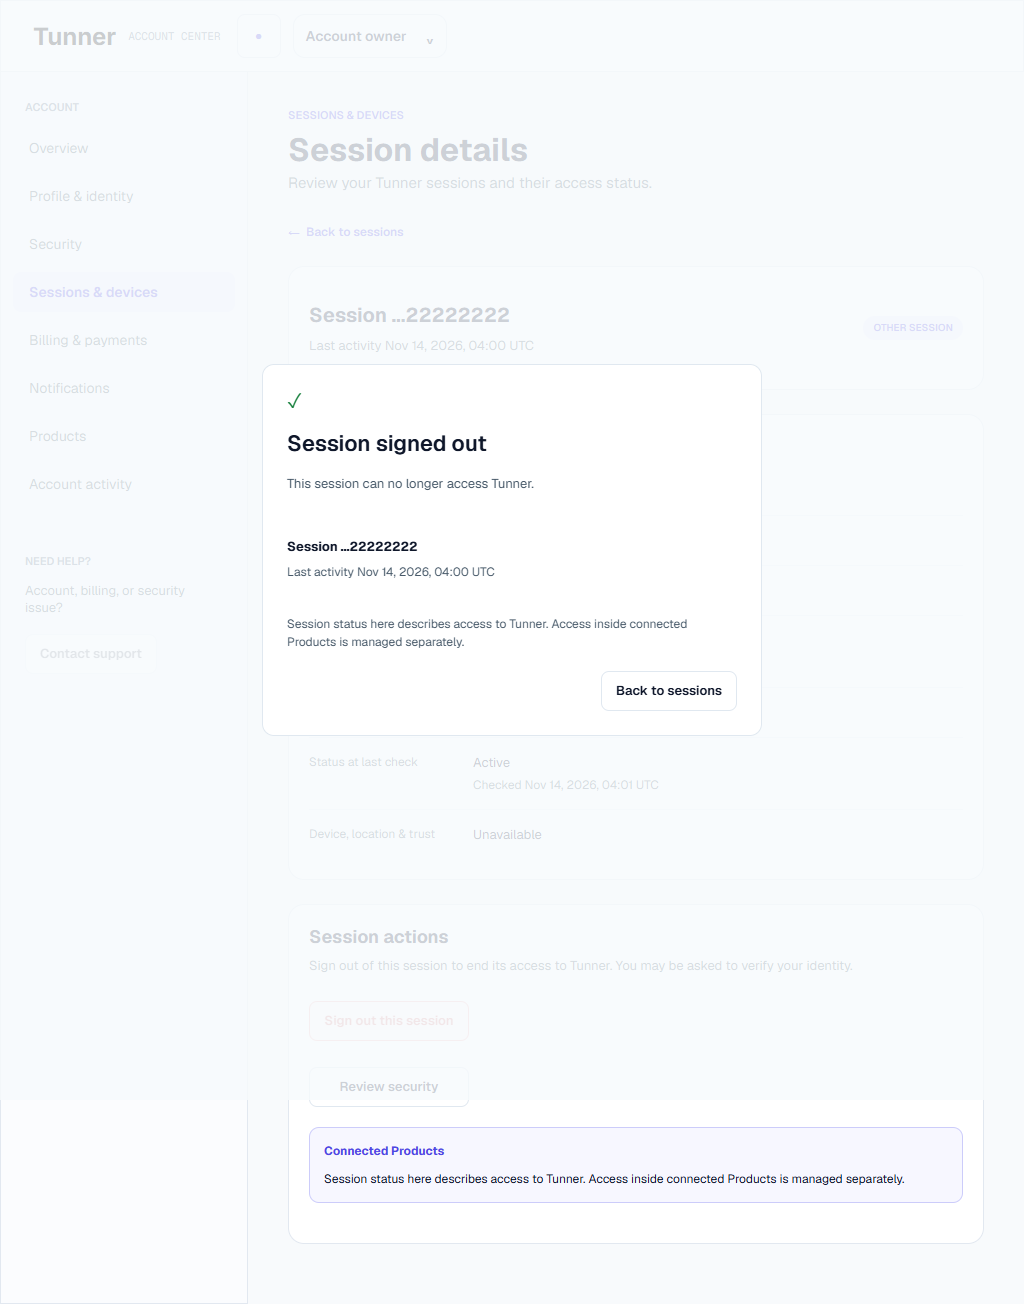 Tunner ACCOUNT CENTER
Account owner
ACCOUNT
Overview
Profile & identity
Security
Sessions & devices
Billing & payments
Notifications
Products
Account activity
NEED HELP?
Account, billing, or security
issue?
Contact support
SESSIONS & DEVICES
Session details
Review your Tunner sessions and their access status.
← Back to sessions
Session ...22222222
Last activity Nov 14, 2026, 04:00 UTC
OTHER SESSION
✓
Session signed out
This session can no longer access Tunner.
Session ...22222222
Last activity Nov 14, 2026, 04:00 UTC
Session status here describes access to Tunner. Access inside connected
Products is managed separately.
Back to sessions
Status at last check
Active
Checked Nov 14, 2026, 04:01 UTC
Device, location & trust
Unavailable
Session actions
Sign out of this session to end its access to Tunner. You may be asked to verify your identity.
Sign out this session
Review security
Connected Products
Session status here describes access to Tunner. Access inside connected Products is managed separately.